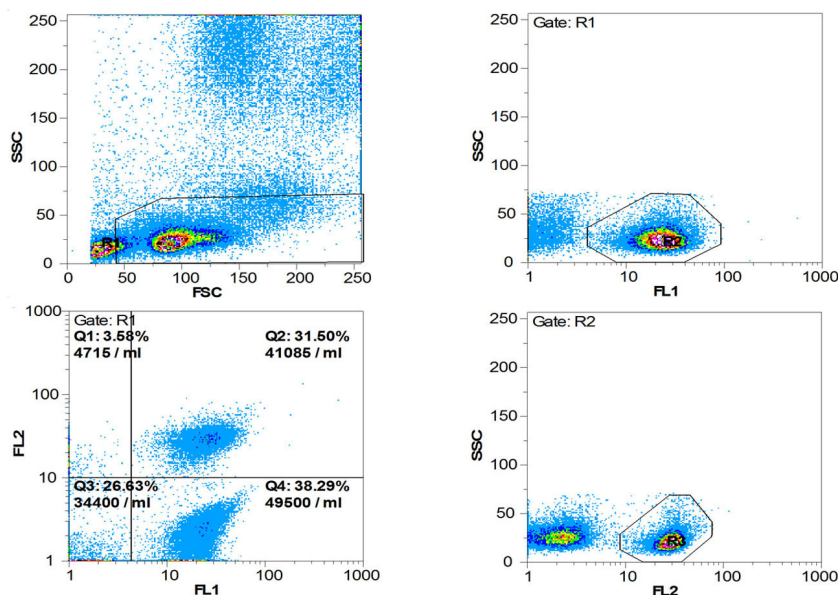 250
200
150
100
50
0
SSC
R1
0 50 100 150 200 250
FSC
Gate: R1
250
200
150
100
50
0
SSC
R2
1 10 100 1000
FL1
1000
100
10
1
FL2
Gate: R1
Q1: 3.58% Q2: 31.50%
4715 / ml 41085 / ml
Q3: 26.63% Q4: 38.29%
34400 / ml 49500 / ml
1 10 100 1000
FL1
Gate: R2
250
200
150
100
50
0
SSC
R3
1 10 100 1000
FL2